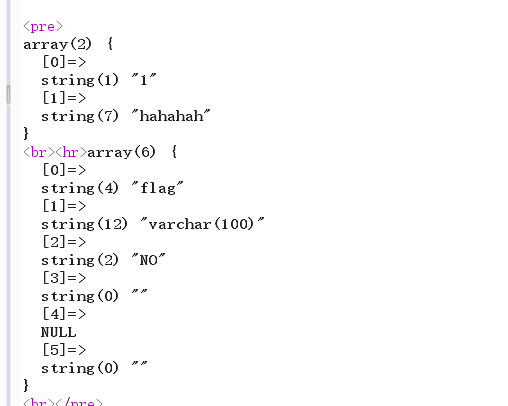 <pre>
array(2) {
[0]=>
string(1) "1"
[1]=>
string(7) "hahahah"
}
<br><hr>array(6) {
[0]=>
string(4) "flag"
[1]=>
string(12) "varchar(100)"
[2]=>
string(2) "NO"
[3]=>
string(0) ""
[4]=>
NULL
[5]=>
string(0) ""
}
<br></pre>